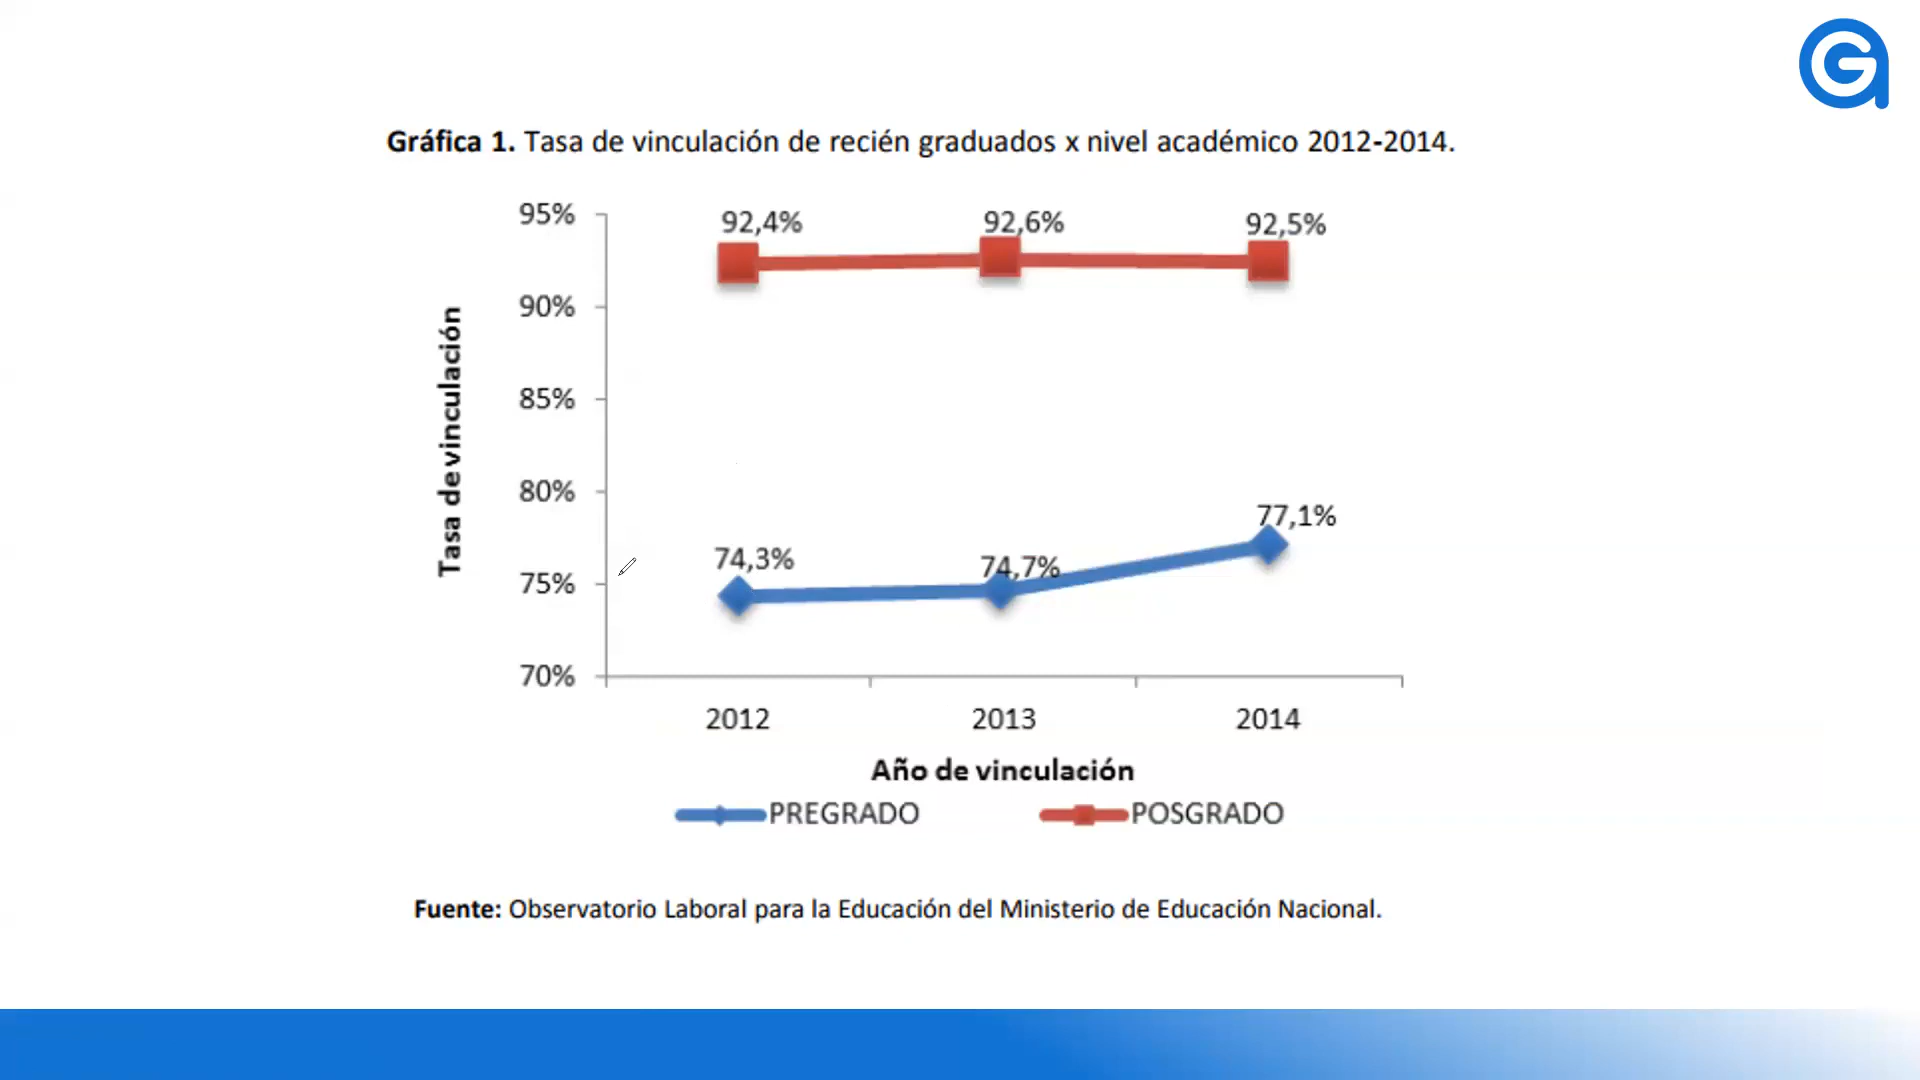 Gráfica 1. Tasa de vinculación de recién graduados x nivel académico 2012-2014.
95%
90%
85%
80%
75%
70%
Tasa de vinculación
92,4%
92,6%
92,5%
74,3%
74,7%
77,1%
2012
2013
2014
Año de vinculación
PREGRADO
POSGRADO
Fuente: Observatorio Laboral para la Educación del Ministerio de Educación Nacional.